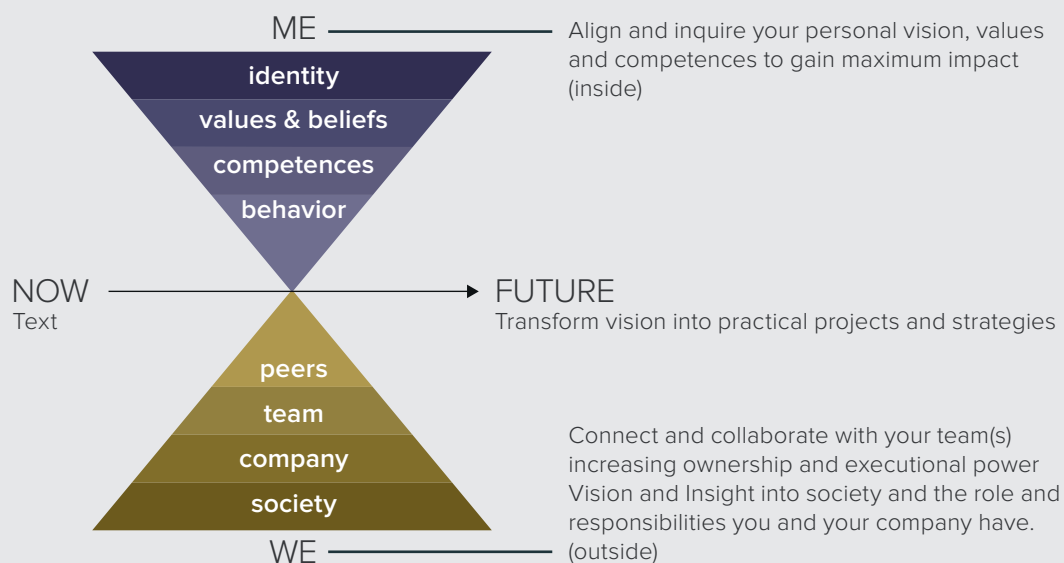 ME
Align and inquire your personal vision, values
and competences to gain maximum impact
(inside)
identity
values & beliefs
competences
behavior
NOW
Text
FUTURE
Transform vision into practical projects and strategies
peers
team
company
society
Connect and collaborate with your team(s)
increasing ownership and executional power
Vision and Insight into society and the role and
responsibilities you and your company have.
(outside)
WE